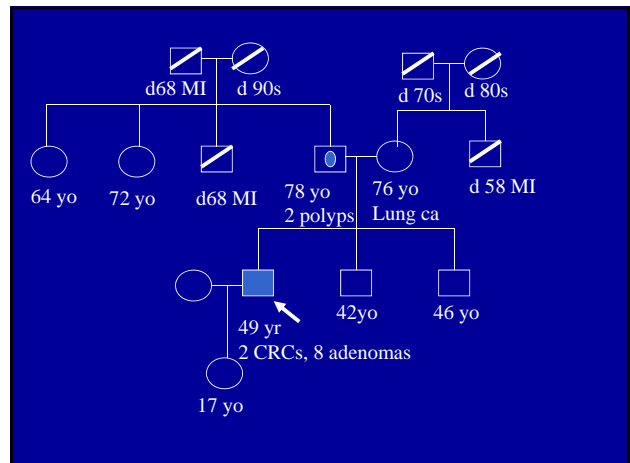 d68 MI
d 90s
d 70s
d 80s
64 yo
72 yo
d68 MI
78 yo
2 polyps
76 yo
Lung ca
d 58 MI
49 yr
2 CRCs, 8 adenomas
42yo
46 yo
17 yo